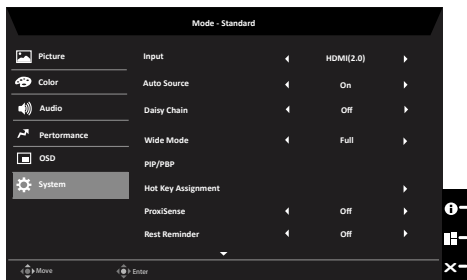 Mode - Standard
Picture
Color
Audio
Pertormance
OSD
System
Input HDMI(2.0)
Auto Source On
Daisy Chain Off
Wide Mode Full
PIP/PBP
Hot Key Assignment
ProxiSense Off
Rest Reminder Off
Move Enter